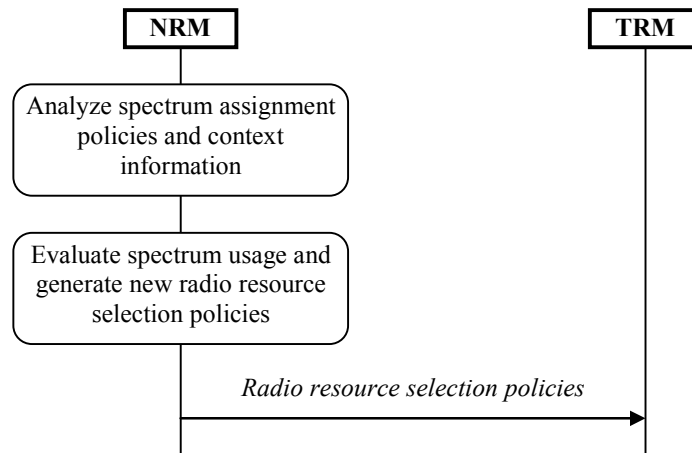 NRM
TRM
Analyze spectrum assignment
policies and context
information
Evaluate spectrum usage and
generate new radio resource
selection policies
Radio resource selection policies